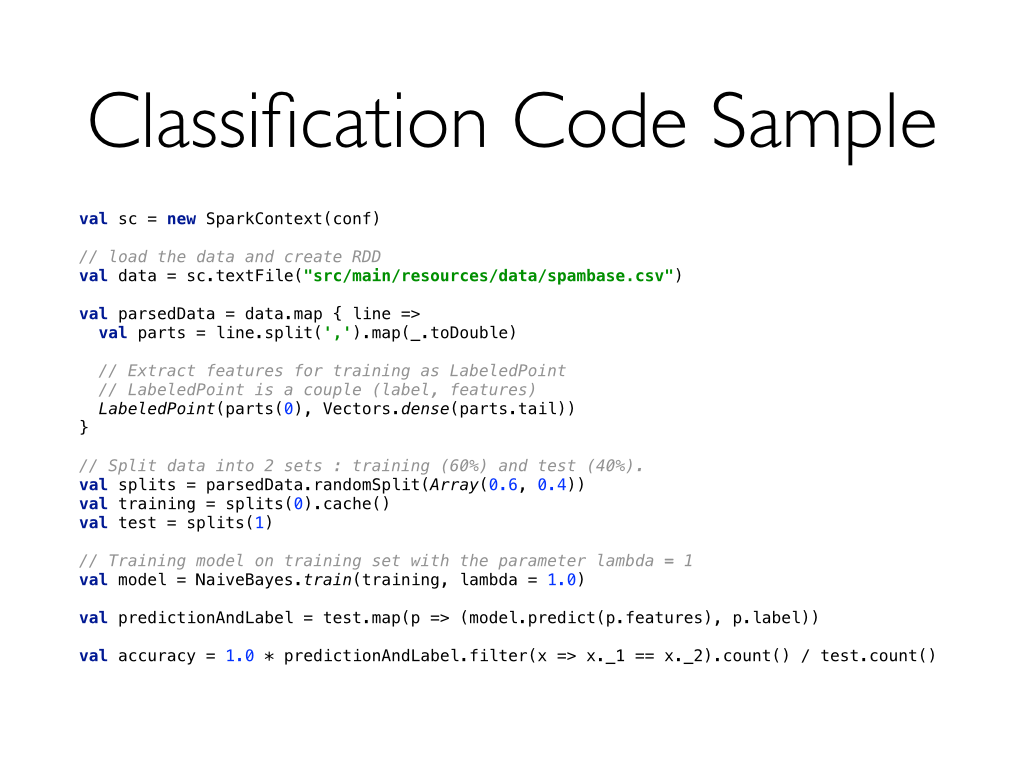 Classification Code Sample
val sc = new SparkContext(conf)
// load the data and create RDD
val data = sc.textFile("src/main/resources/data/spambase.csv")
val parsedData = data.map { line =>
  val parts = line.split(',').map(_.toDouble)
  // Extract features for training as LabeledPoint
  // LabeledPoint is a couple (label, features)
  LabeledPoint(parts(0), Vectors.dense(parts.tail))
}
// Split data into 2 sets : training (60%) and test (40%).
val splits = parsedData.randomSplit(Array(0.6, 0.4))
val training = splits(0).cache()
val test = splits(1)
// Training model on training set with the parameter lambda = 1
val model = NaiveBayes.train(training, lambda = 1.0)
val predictionAndLabel = test.map(p => (model.predict(p.features), p.label))
val accuracy = 1.0 * predictionAndLabel.filter(x => x._1 == x._2).count() / test.count()